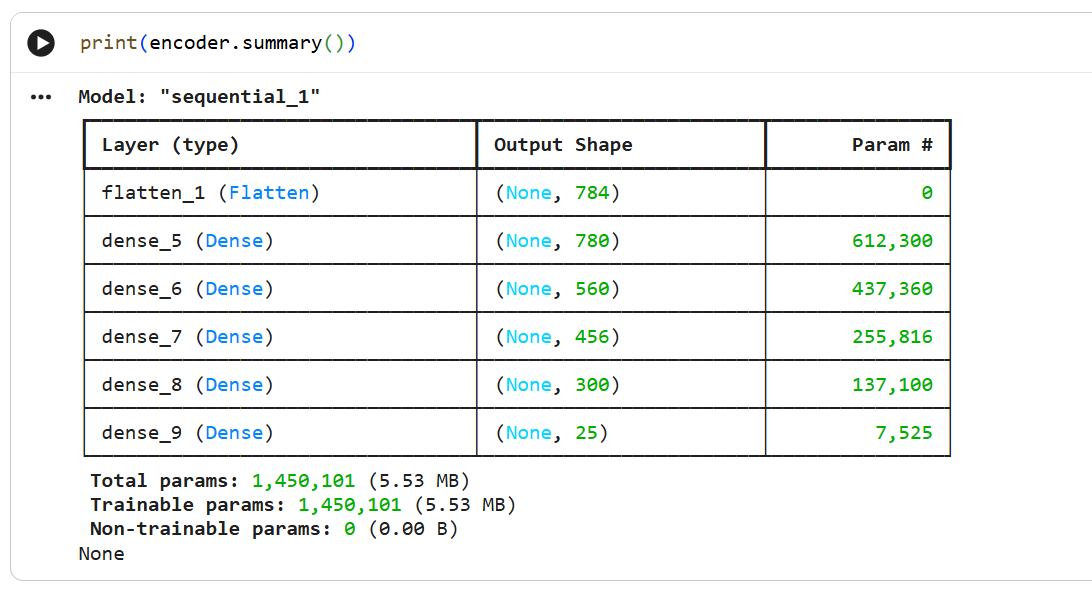 print(encoder.summary())
Model: "sequential_1"
Layer (type) Output Shape Param #
flatten_1 (Flatten) (None, 784) 0
dense_5 (Dense) (None, 780) 612,300
dense_6 (Dense) (None, 560) 437,360
dense_7 (Dense) (None, 456) 255,816
dense_8 (Dense) (None, 300) 137,100
dense_9 (Dense) (None, 25) 7,525
Total params: 1,450,101 (5.53 MB)
Trainable params: 1,450,101 (5.53 MB)
Non-trainable params: 0 (0.00 B)
None